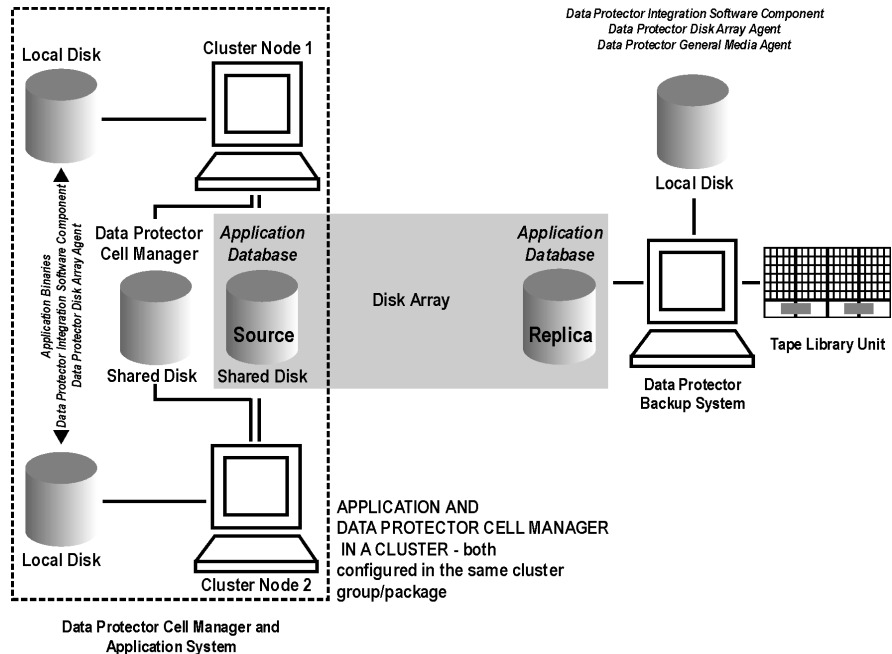 Data Protector Integration Software Component
Data Protector Disk Array Agent
Data Protector General Media Agent
Cluster Node 1
Local Disk
Local Disk
Application Binaries
Data Protector Integration Software Component
Data Protector Disk Array Agent
Data Protector
Cell Manager
Application
Database
Application
Database
Disk Array
Source
Replica
Shared Disk
Shared Disk
Tape Library Unit
Data Protector
Backup System
Local Disk
Cluster Node 2
APPLICATION AND
DATA PROTECTOR CELL MANAGER
IN A CLUSTER - both
configured in the same cluster
group/package
Data Protector Cell Manager and
Application System